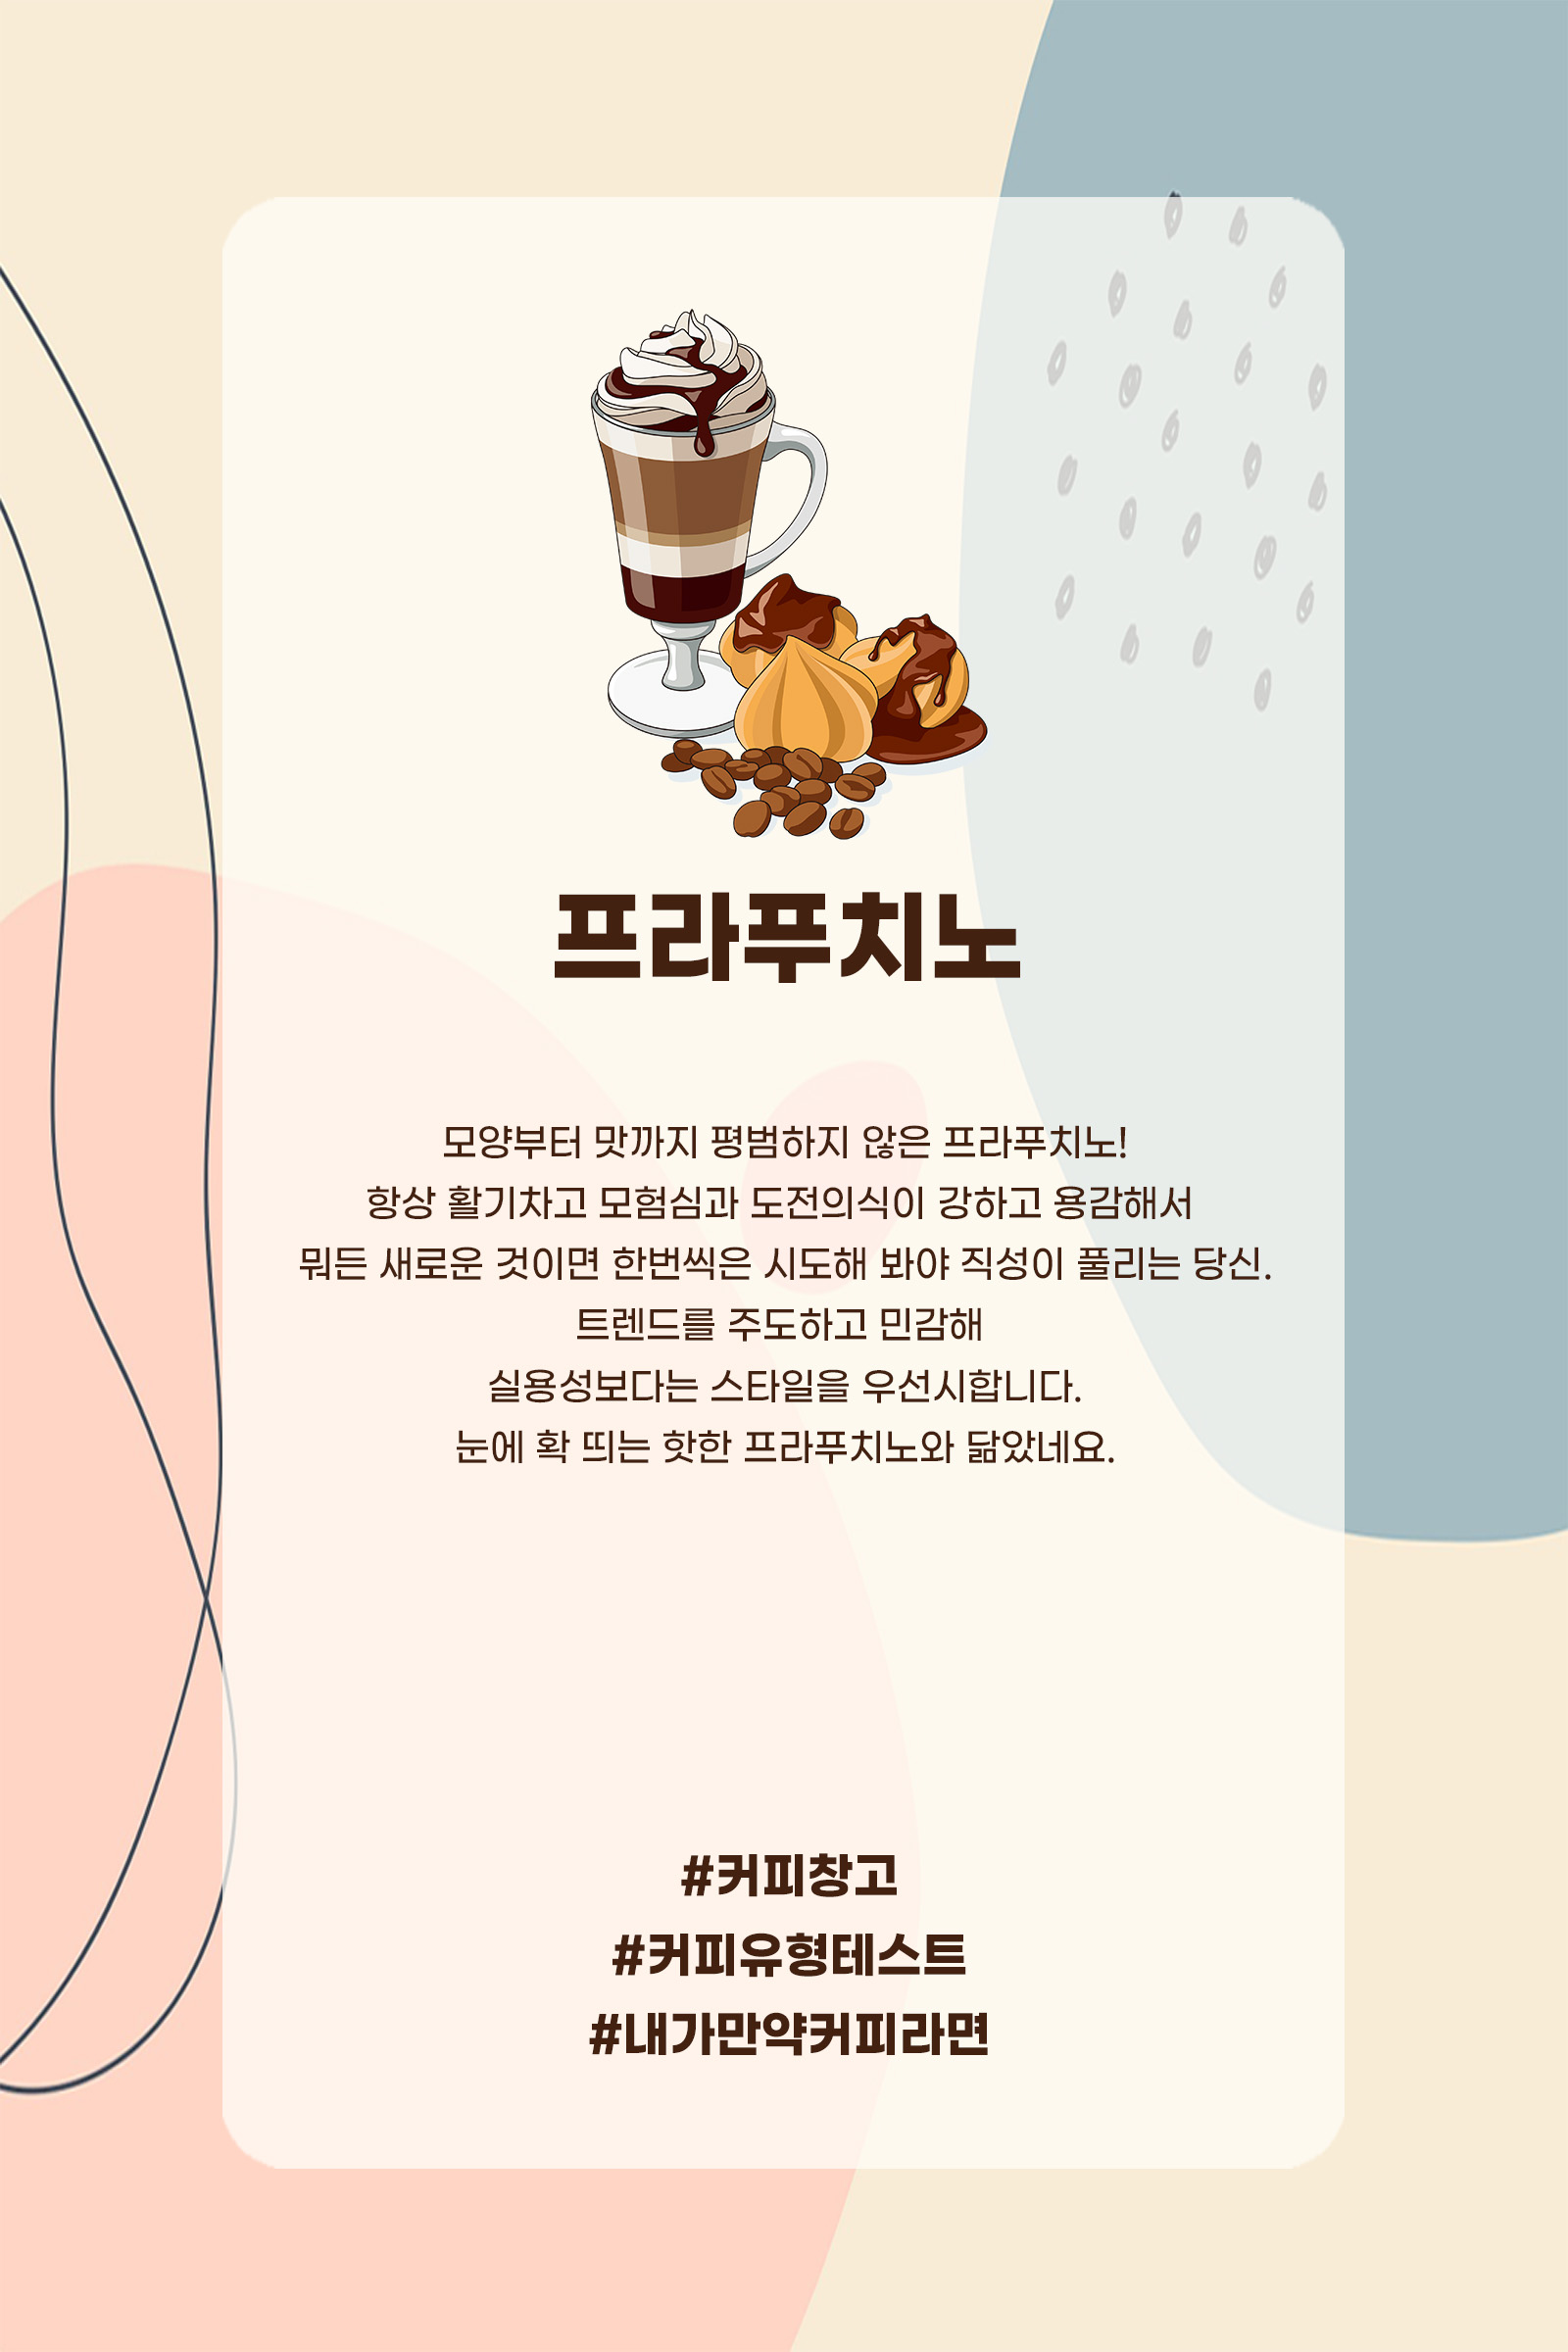 프라푸치노
모양부터 맛까지 평범하지 않은 프라푸치노!
항상 활기차고 모험심과 도전의식이 강하고 용감해서
뭐든 새로운 것이면 한번씩은 시도해 봐야 직성이 풀리는 당신.
트렌드를 주도하고 민감해
실용성보다는 스타일을 우선시합니다.
눈에 확 띄는 핫한 프라푸치노와 닮았네요.
#커피창고
#커피유형테스트
#내가만약커피라면